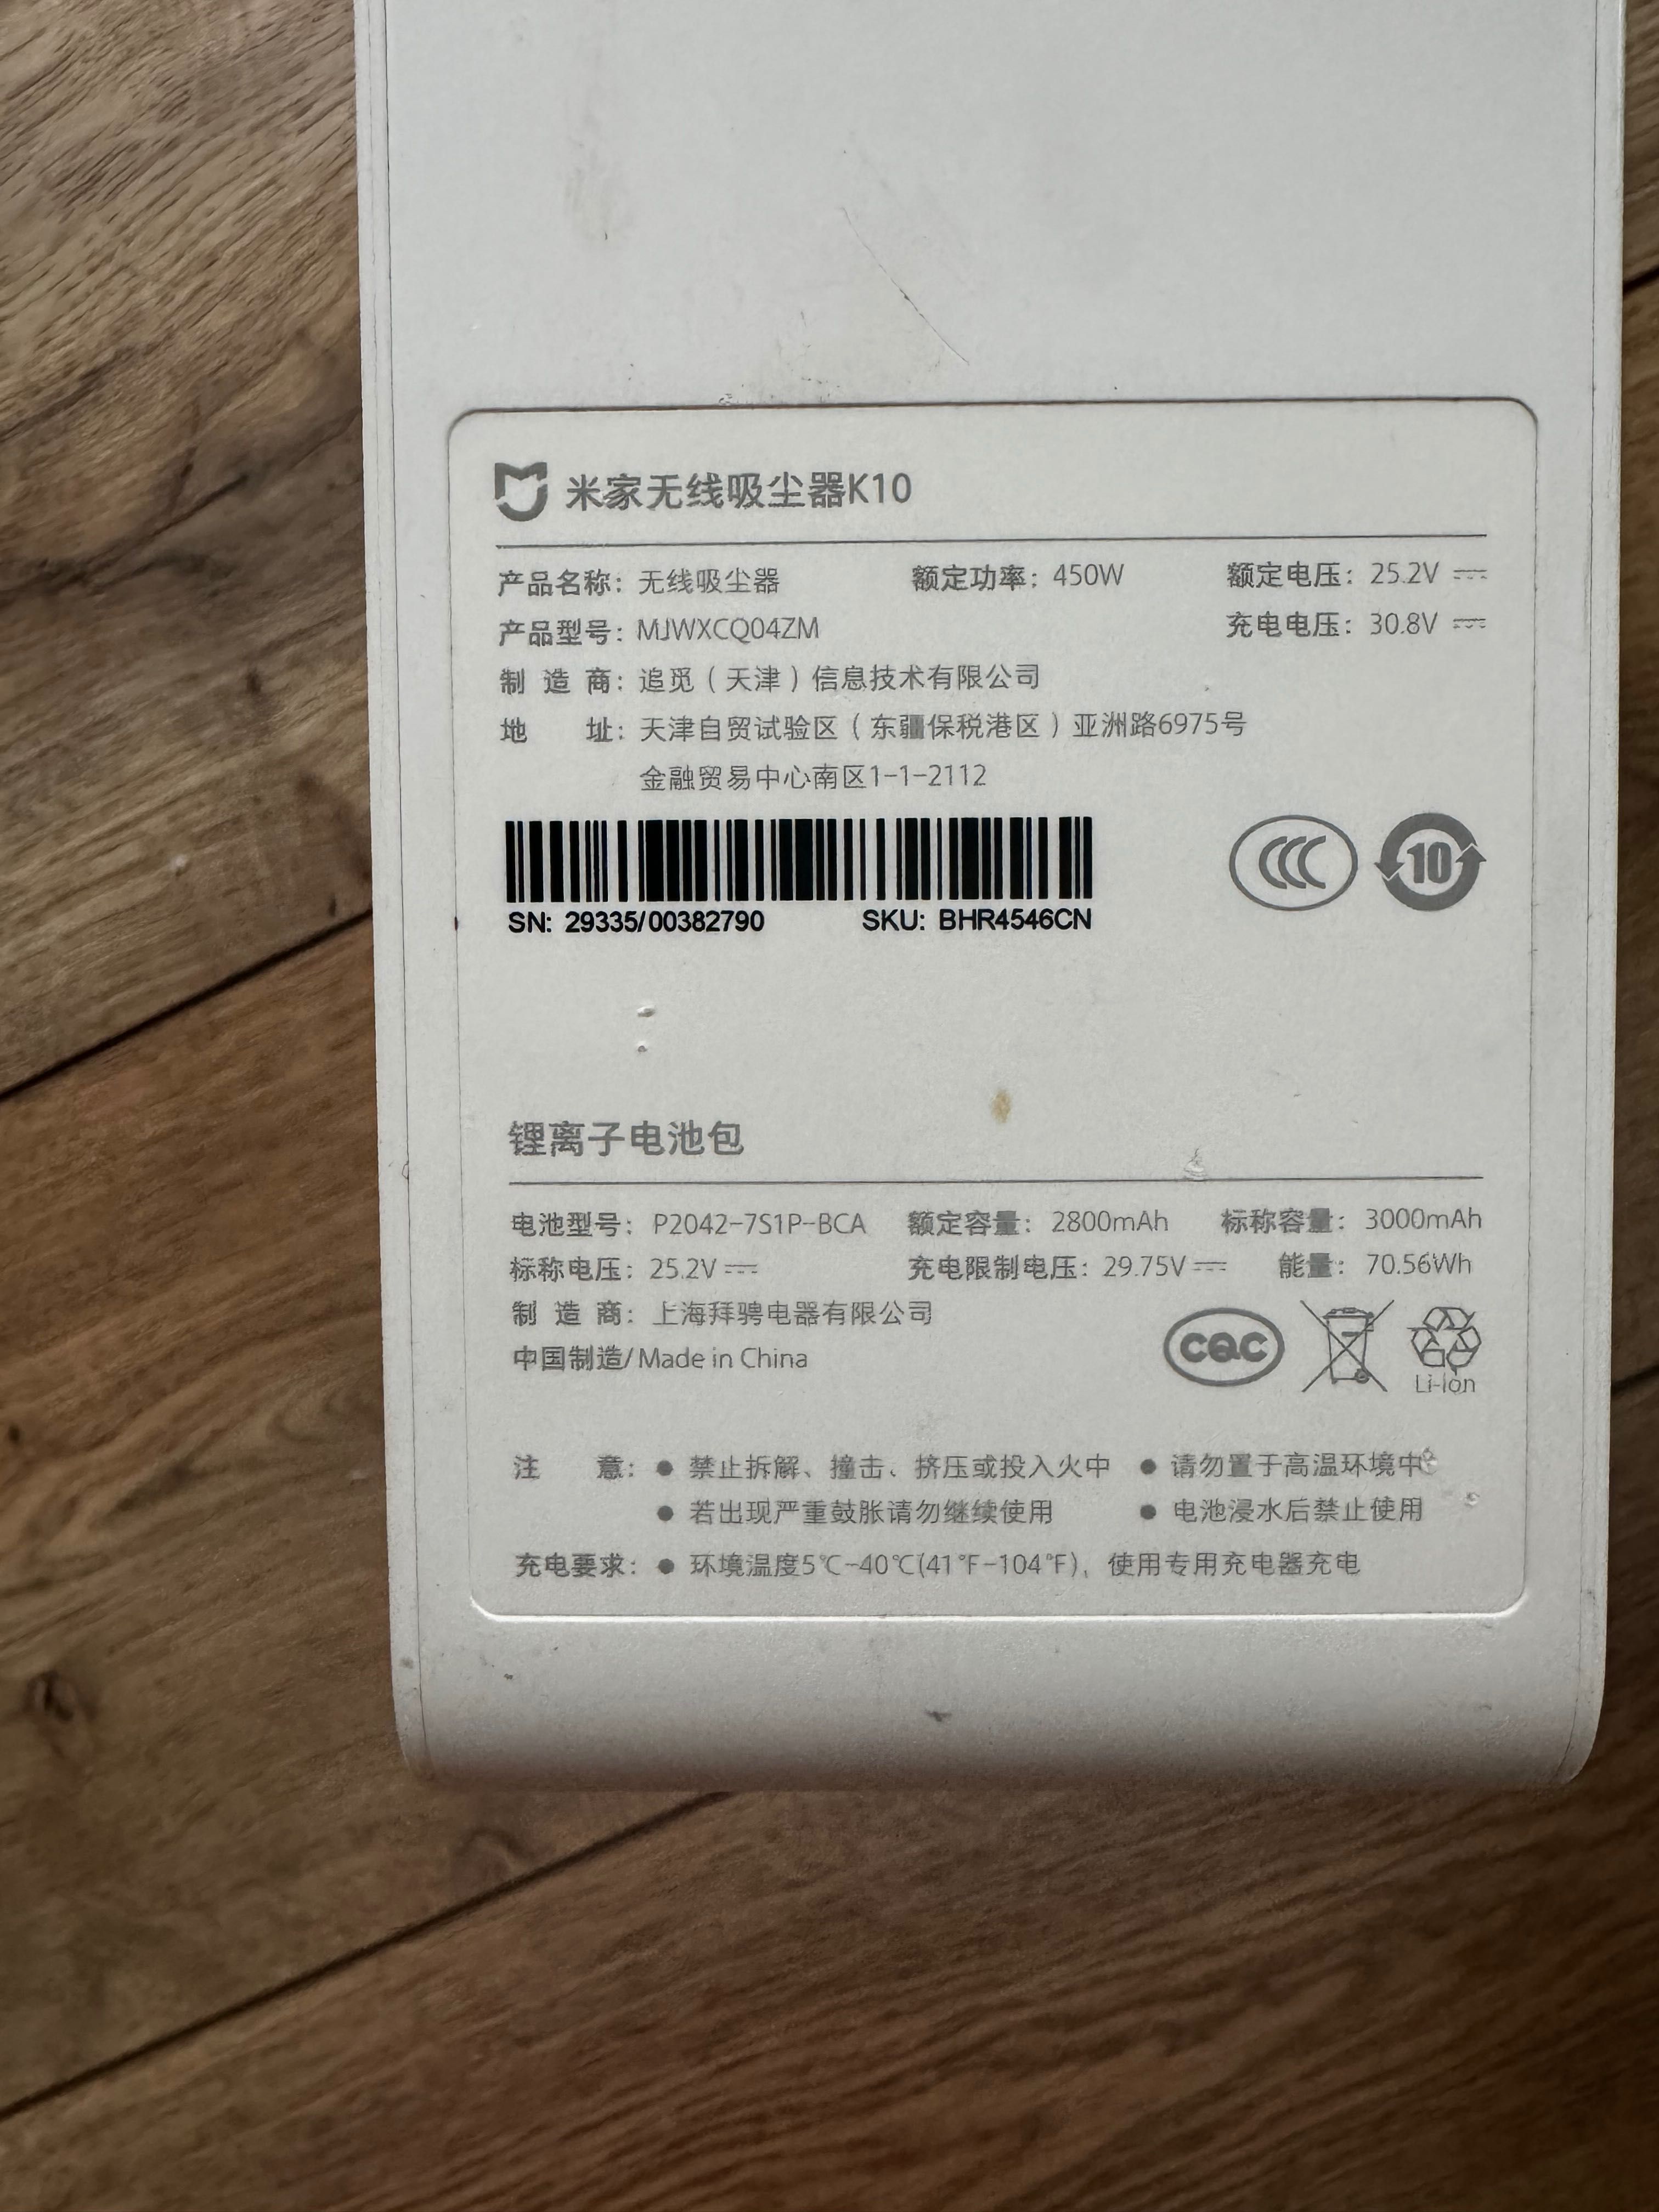 米家无线吸尘器K10
产品名称：无线吸尘器 额定功率：450W 额定电压：25.2V ⎓
产品型号：MJWXCQ04ZM 充电电压：30.8V ⎓
制造商：追觅（天津）信息技术有限公司
地址：天津自贸试验区（东疆保税港区）亚洲路6975号
金融贸易中心南区1-1-2112
CCC 10
SN: 29335/00382790 SKU: BHR4546CN
锂离子电池包
电池型号：P2042-7S1P-BCA 额定容量：2800mAh 标称容量：3000mAh
标称电压：25.2V ⎓ 充电限制电压：29.75V ⎓ 能量：70.56Wh
制造商：上海拜骋电器有限公司
中国制造/Made in China
CQC Li-ion
注意：● 禁止拆解、撞击、挤压或投入火中 ● 请勿置于高温环境中
● 若出现严重鼓胀请勿继续使用 ● 电池浸水后禁止使用
充电要求：● 环境温度5℃-40℃(41℉-104℉)，使用专用充电器充电